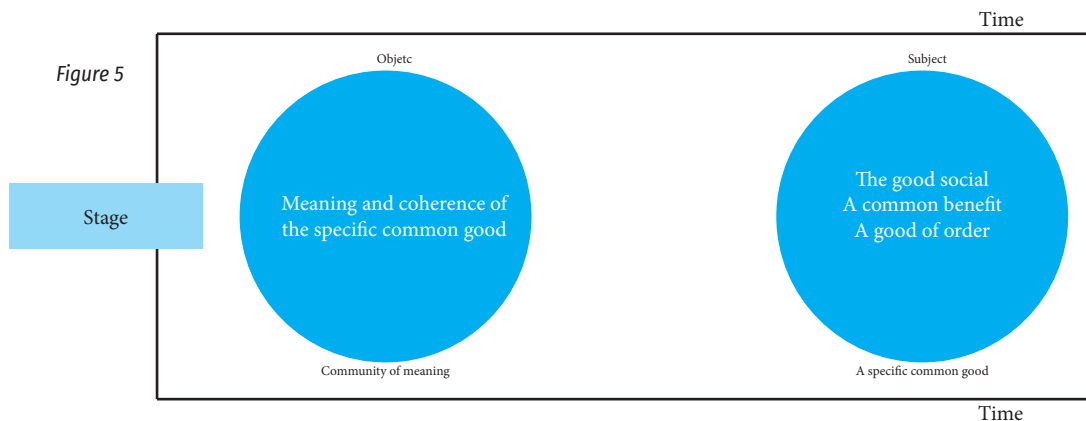 Time
Figure 5
Objetc
Subject
Meaning and coherence of
the specific common good
The good social
A common benefit
A good of order
Stage
Community of meaning
A specific common good
Time